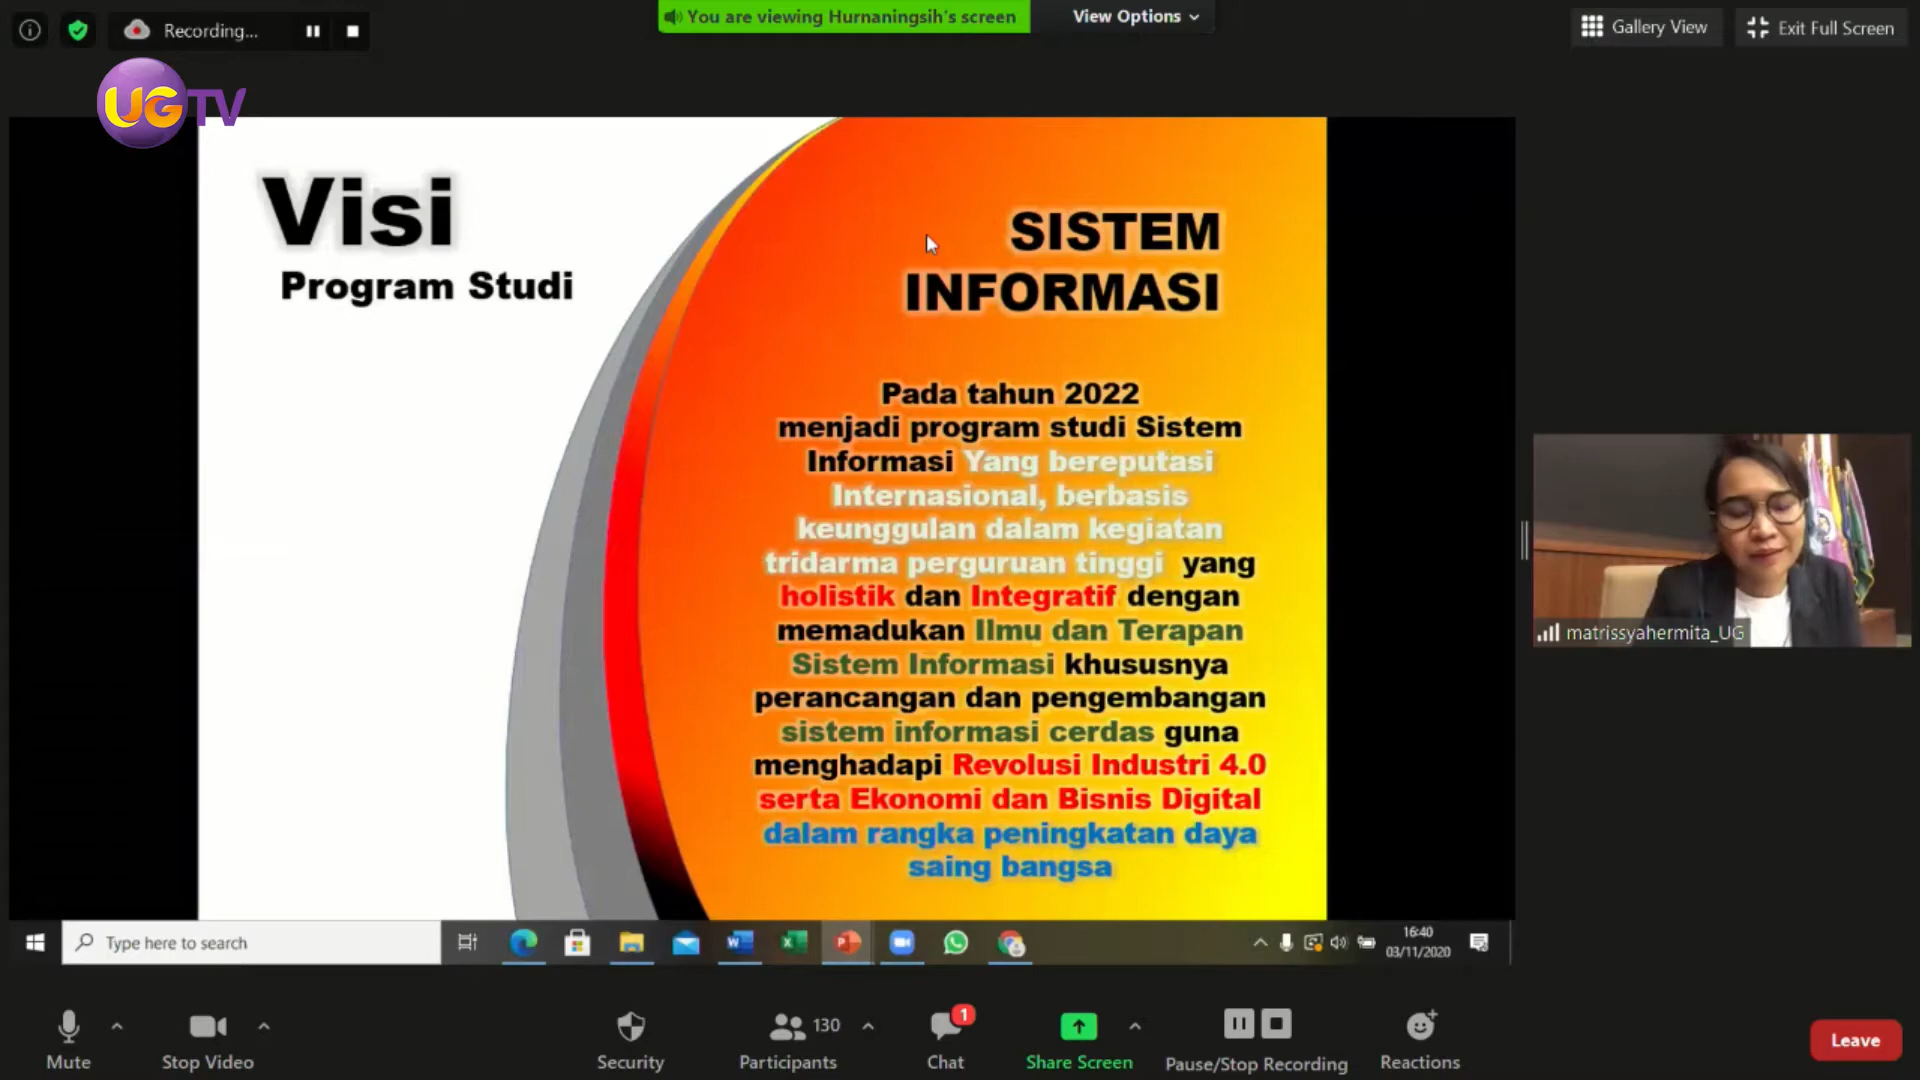 Recording...
You are viewing Hurnaningsih's screen
View Options
Gallery View
Exit Full Screen
UGTV
Visi
Program Studi
SISTEM
INFORMASI
Pada tahun 2022
menjadi program studi Sistem
Informasi Yang bereputasi
Internasional, berbasis
keunggulan dalam kegiatan
tridarma perguruan tinggi yang
holistik dan Integratif dengan
memadukan Ilmu dan Terapan
Sistem Informasi khususnya
perancangan dan pengembangan
sistem informasi cerdas guna
menghadapi Revolusi Industri 4.0
serta Ekonomi dan Bisnis Digital
dalam rangka peningkatan daya
saing bangsa
matrissyahermita_UG
Type here to search
16:40
03/11/2020
Mute
Stop Video
Security
Participants
130
Chat
1
Share Screen
Pause/Stop Recording
Reactions
Leave